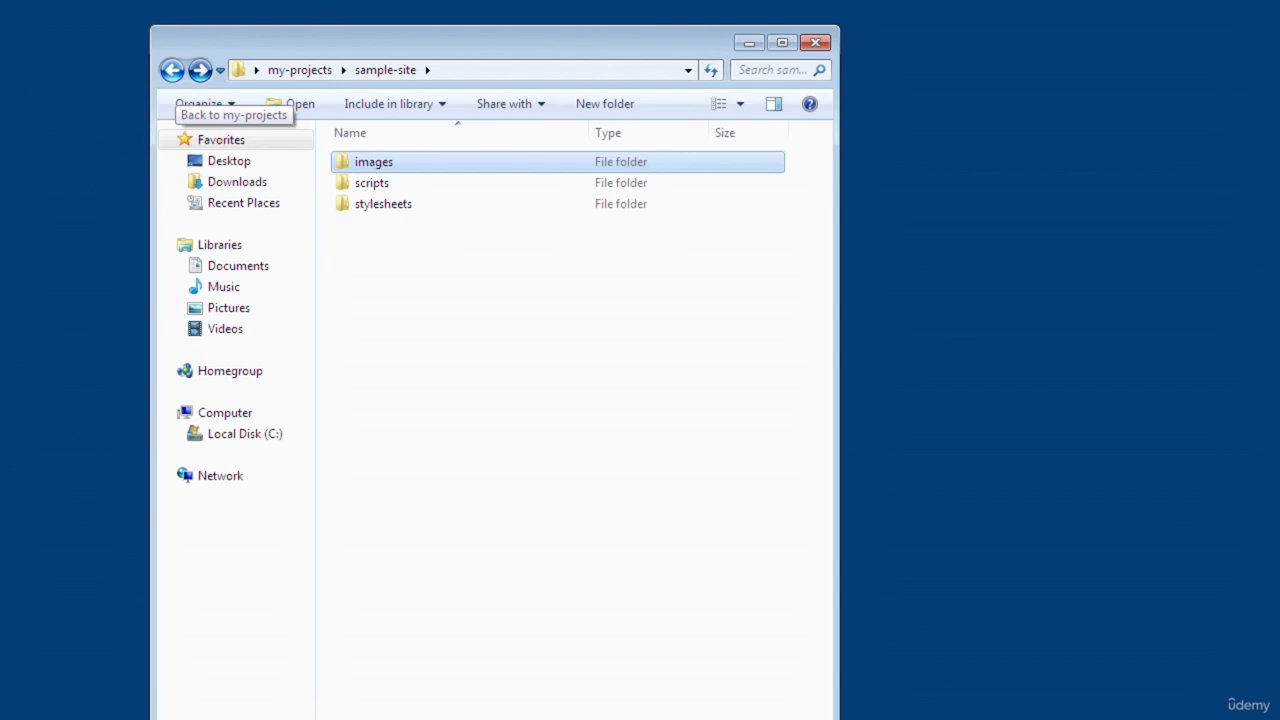 my-projects sample-site Search sam...
Organize Open Include in library Share with New folder
Back to my-projects
Name Type Size
Favorites
Desktop
Downloads
Recent Places
Libraries
Documents
Music
Pictures
Videos
Homegroup
Computer
Local Disk (C:)
Network
images File folder
scripts File folder
stylesheets File folder
ûdemy